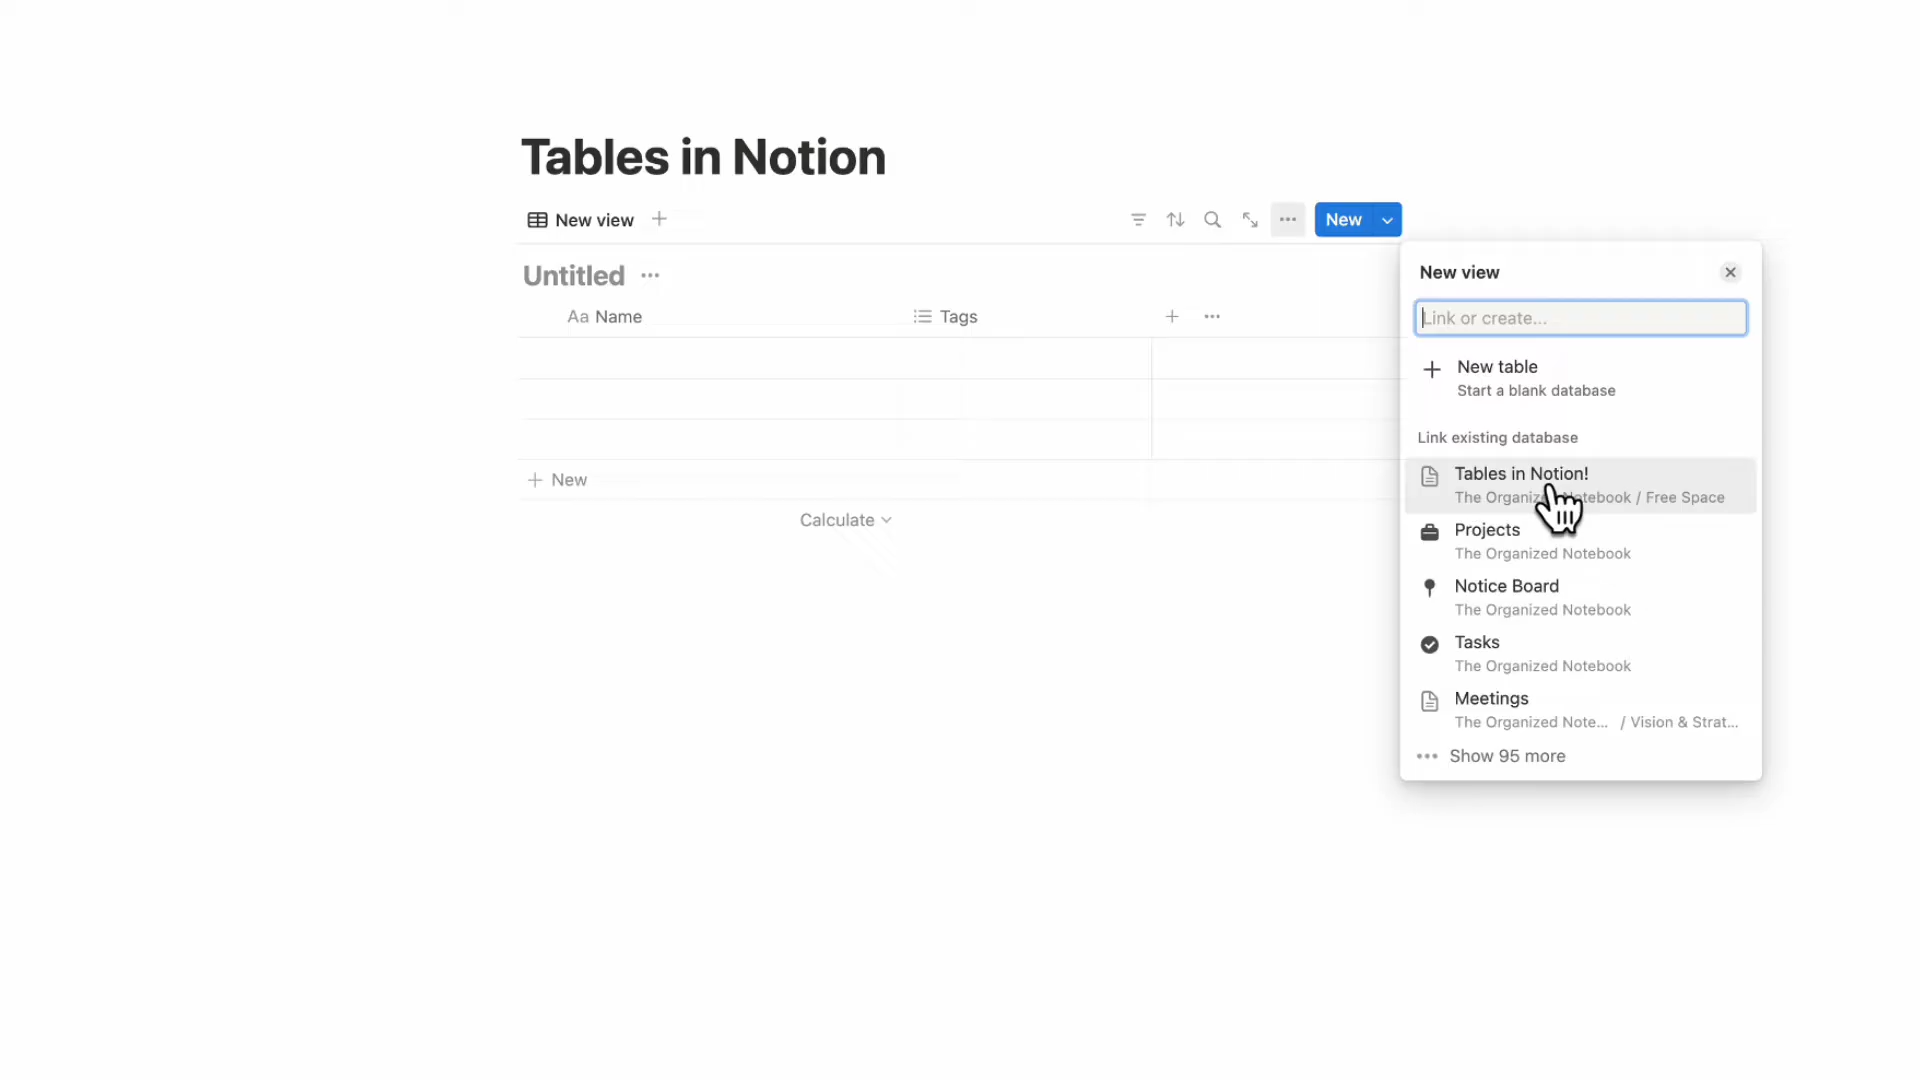 Tables in Notion
New view
New
Untitled
Aa Name
Tags
New
Calculate
New view
Link or create...
New table
Start a blank database
Link existing database
Tables in Notion!
The Organized Notebook / Free Space
Projects
The Organized Notebook
Notice Board
The Organized Notebook
Tasks
The Organized Notebook
Meetings
The Organized Note... / Vision & Strat...
Show 95 more